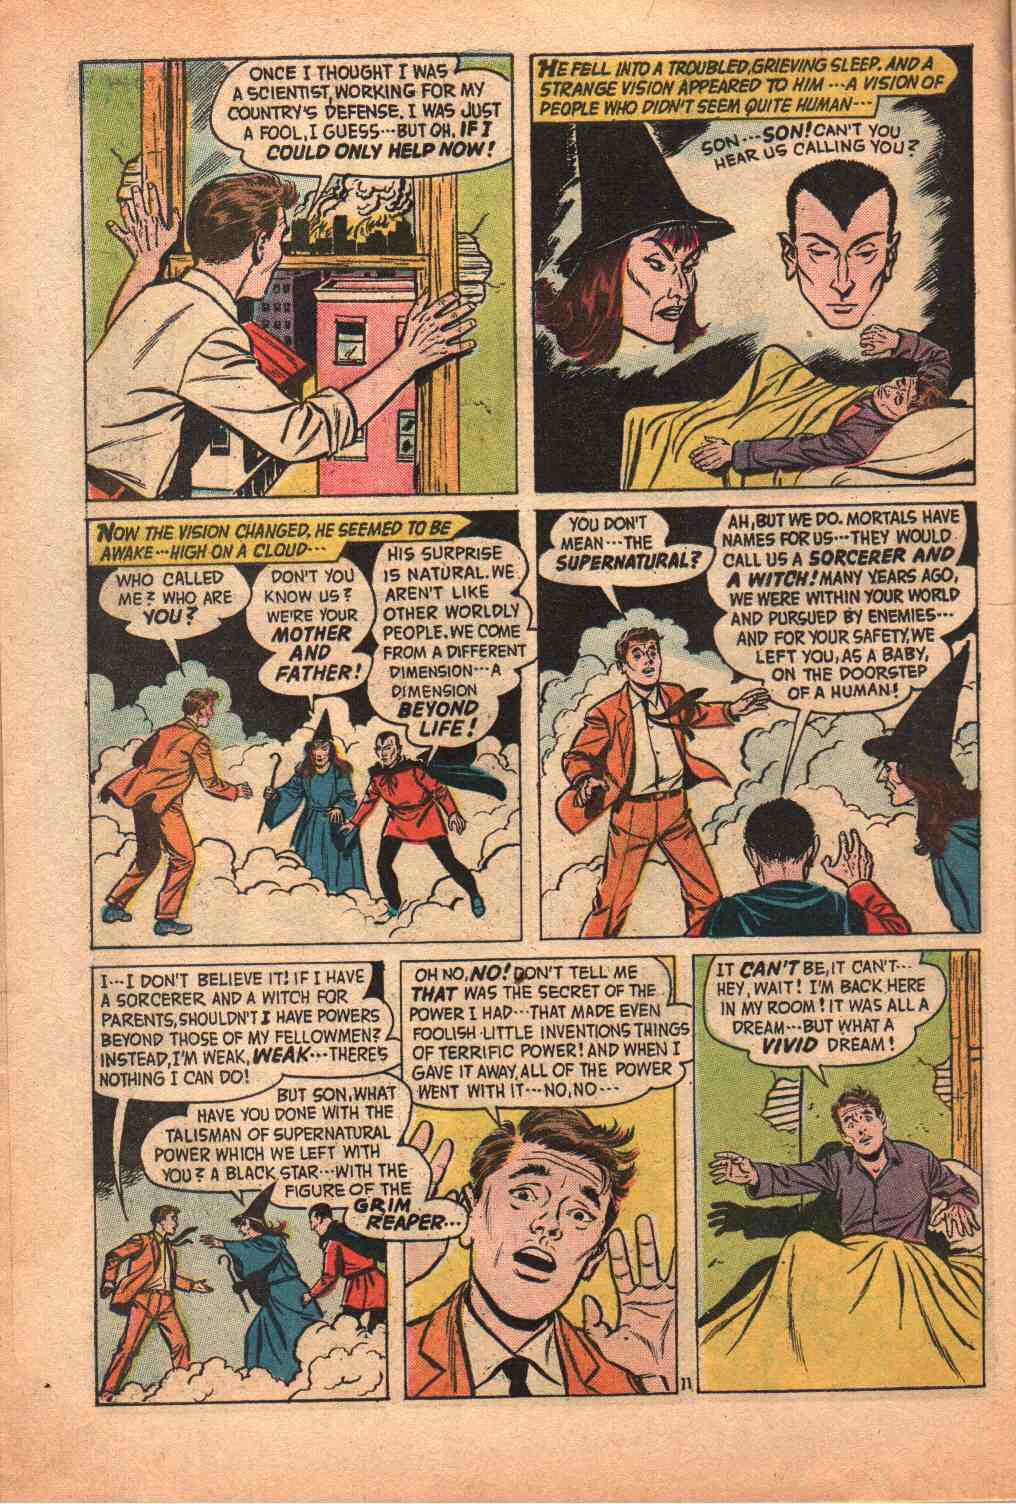 ONCE I THOUGHT I WAS
A SCIENTIST, WORKING FOR MY
COUNTRY'S DEFENSE. I WAS JUST
A FOOL, I GUESS---BUT OH, IF I
COULD ONLY HELP NOW!
HE FELL INTO A TROUBLED, GRIEVING SLEEP. AND A
STRANGE VISION APPEARED TO HIM---A VISION OF
PEOPLE WHO DIDN'T SEEM QUITE HUMAN---
SON---SON! CAN'T YOU
HEAR US CALLING YOU?
NOW THE VISION CHANGED. HE SEEMED TO BE
AWAKE---HIGH ON A CLOUD---
WHO CALLED
ME? WHO ARE
YOU?
DON'T YOU
KNOW US?
WE'RE YOUR
MOTHER
AND
FATHER!
HIS SURPRISE
IS NATURAL. WE
AREN'T LIKE
OTHER WORLDLY
PEOPLE. WE COME
FROM A DIFFERENT
DIMENSION---A
DIMENSION
BEYOND
LIFE!
YOU DON'T
MEAN---THE
SUPERNATURAL?
AH, BUT WE DO. MORTALS HAVE
NAMES FOR US---THEY WOULD
CALL US A SORCERER AND
A WITCH! MANY YEARS AGO,
WE WERE WITHIN YOUR WORLD
AND PURSUED BY ENEMIES---
AND FOR YOUR SAFETY, WE
LEFT YOU, AS A BABY,
ON THE DOORSTEP
OF A HUMAN!
I---I DON'T BELIEVE IT! IF I HAVE
A SORCERER AND A WITCH FOR
PARENTS, SHOULDN'T I HAVE POWERS
BEYOND THOSE OF MY FELLOWMEN?
INSTEAD, I'M WEAK, WEAK---THERE'S
NOTHING I CAN DO!
BUT SON, WHAT
HAVE YOU DONE WITH THE
TALISMAN OF SUPERNATURAL
POWER WHICH WE LEFT WITH
YOU? A BLACK STAR---WITH THE
FIGURE OF THE
GRIM
REAPER---
OH NO, NO! DON'T TELL ME
THAT WAS THE SECRET OF THE
POWER I HAD---THAT MADE EVEN
FOOLISH LITTLE INVENTIONS THINGS
OF TERRIFIC POWER! AND WHEN I
GAVE IT AWAY, ALL OF THE POWER
WENT WITH IT---NO, NO---
11
IT CAN'T BE, IT CAN'T---
HEY, WAIT! I'M BACK HERE
IN MY ROOM! IT WAS ALL A
DREAM---BUT WHAT A
VIVID DREAM!